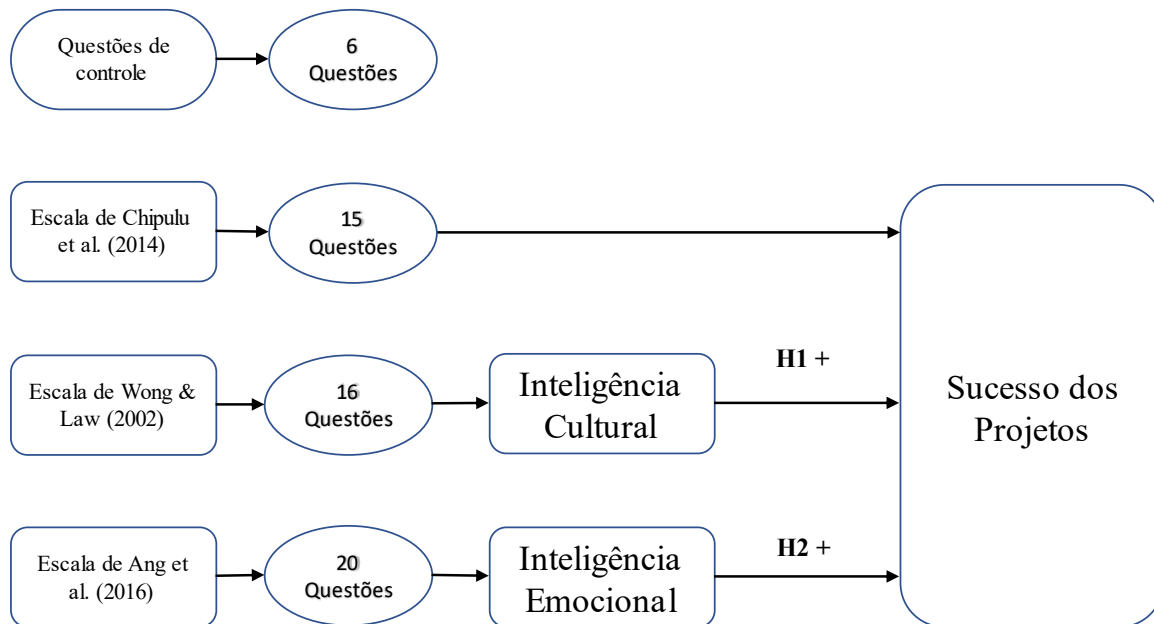 Questões de
controle
6
Questões
Escala de Chipulu
et al. (2014)
15
Questões
Escala de Wong &
Law (2002)
16
Questões
Inteligência
Cultural
H1 +
Sucesso dos
Projetos
Escala de Ang et
al. (2016)
20
Questões
Inteligência
Emocional
H2 +